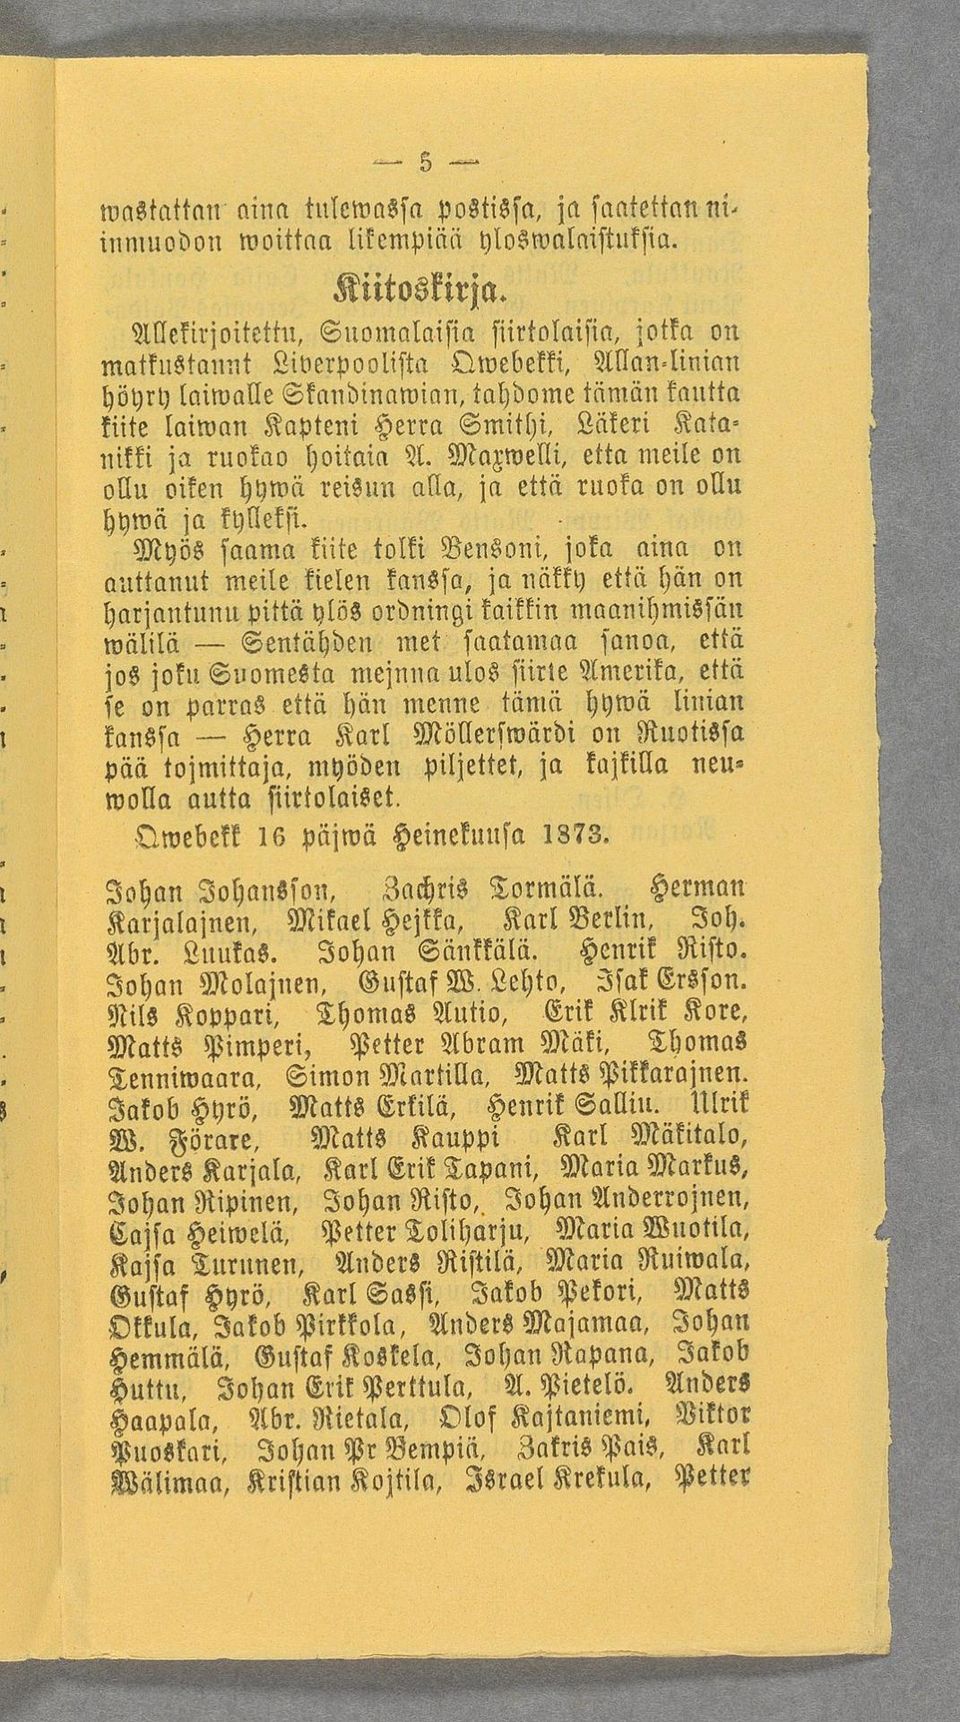 — 5 —
wastattan aina tulewassa postissa, ja saatettan ni-
inmuodon woittaa likempiää yloswalaistuksia.
Kiitoskirja.
Allekirjoitettu, Suomalaisia siirtolaisia, jotka on
matkustanut Liverpoolista Qwebekki, Allan-linian
höyry laiwalle Skandinawian, tahdome tämän kautta
kiite laiwan Kapteni Herra Smithi, Läkeri Kata-
nikki ja ruokao hoitaia A. Maxwelli, etta meile on
ollu oiken hywä reisun alla, ja että ruoka on ollu
hywä ja kylleksi.
Myös saama kiite tolki Bensoni, joka aina on
auttanut meile kielen kanssa, ja näkky että hän on
harjantunu pittä ylös ordningi kaikkin maanihmissän
wälilä — Sentähden met saatamaa sanoa, että
jos joku Suomesta mejnna ulos siirte Amerika, että
se on parras että hän menne tämä hywä linian
kanssa — Herra Karl Möllerswärdi on Ruotissa
pää tojmittaja, myöden piljettet, ja kajkilla neu-
wolla autta siirtolaiset.
Qwebekk 16 päjwä Heinekuusa 1873.
Johan Johansson, Zachris Tormälä. Herman
Karjalajnen, Mikael Hejkka, Karl Berlin, Joh.
Abr. Luukas. Johan Sänkkälä. Henrik Risto.
Johan Molajnen, Gustaf W. Lehto, Isak Ersson.
Nils Koppari, Thomas Autio, Erik Klrik Kore,
Matts Pimperi, Petter Abram Mäki, Thomas
Tenniwaara, Simon Martilla, Matts Pikkarajnen.
Jakob Hyrö, Matts Erkilä, Henrik Salliu. Ulrik
W. Förare, Matts Kauppi Karl Mäkitalo,
Anders Karjala, Karl Erik Tapani, Maria Markus,
Johan Ripinen, Johan Risto, Johan Anderrojnen,
Cajsa Heiwelä, Petter Toliharju, Maria Wuotila,
Kajsa Turunen, Anders Ristilä, Maria Ruiwala,
Gustaf Hyrö, Karl Sassi, Jakob Pekori, Matts
Okkula, Jakob Pirkkola, Anders Majamaa, Johan
Hemmälä, Gustaf Koskela, Johan Rapana, Jakob
Huttu, Johan Erik Perttula, A. Pietelö. Anders
Haapala, Abr. Rietala, Olof Kajtaniemi, Viktor
Puoskari, Johan Pr Bempiä, Zakris Pais, Karl
Wälimaa, Kristian Kojtila, Israel Krekula, Petter